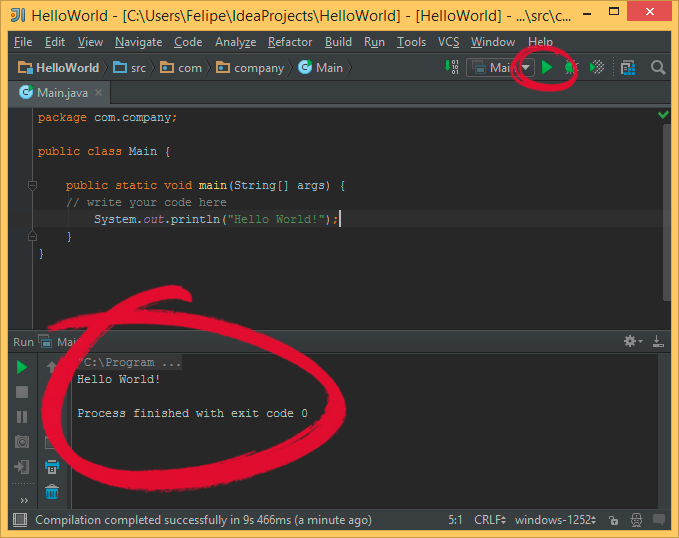 HelloWorld - [C:\Users\Felipe\IdeaProjects\HelloWorld] - [HelloWorld] - ...\src\c...
File Edit View Navigate Code Analyze Refactor Build Run Tools VCS Window Help
HelloWorld src com company Main Main
Main.java
package com.company;
public class Main {
public static void main(String[] args) {
// write your code here
System.out.println("Hello World!");
}
}
Run Main
"C:\Program ...
Hello World!
Process finished with exit code 0
»
Compilation completed successfully in 9s 466ms (a minute ago) 5:1 CRLF windows-1252